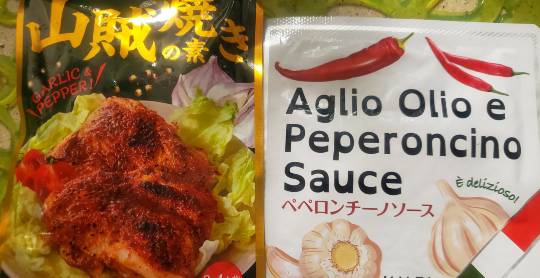 山賊焼き
の素
GARLIC &
PEPPER!
Aglio Olio e
Peperoncino
Sauce
È delizioso!
ペペロンチーノソース